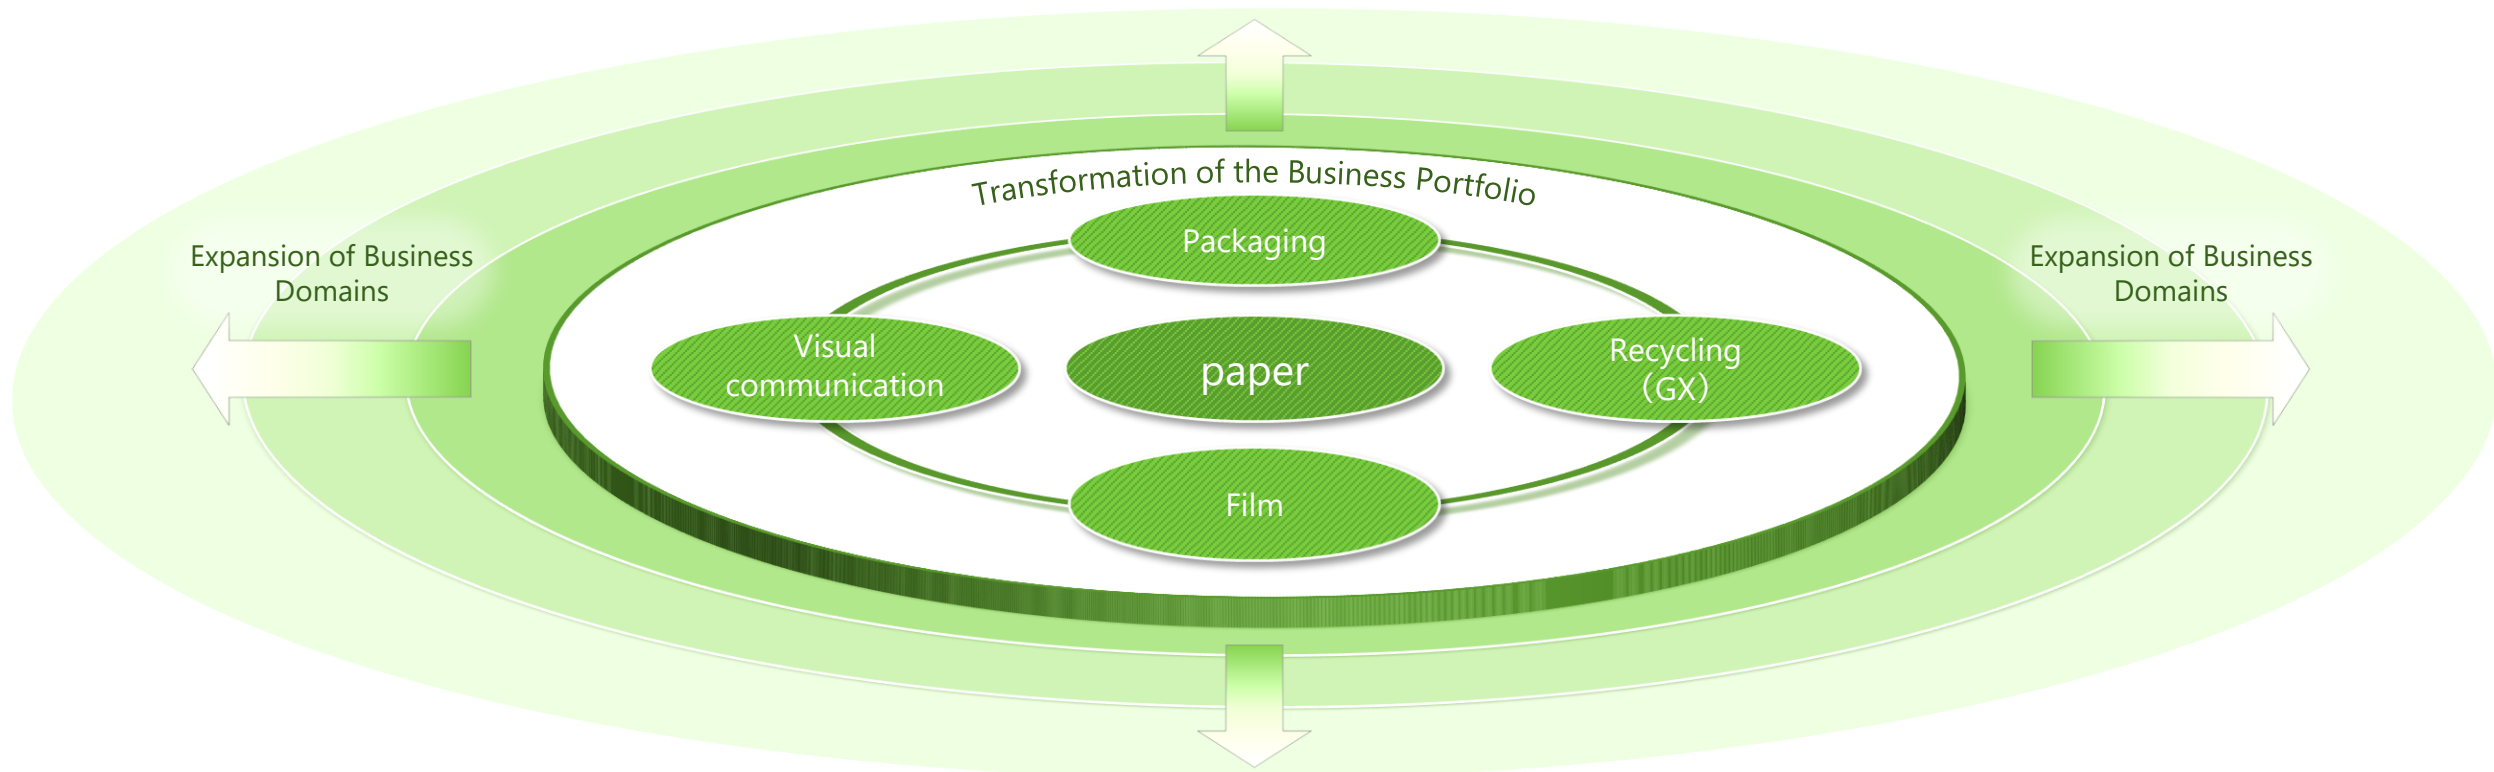 Transformation of the Business Portfolio
Packaging
Expansion of Business
Domains
Expansion of Business
Domains
Visual
communication
paper
Recycling
（GX）
Film